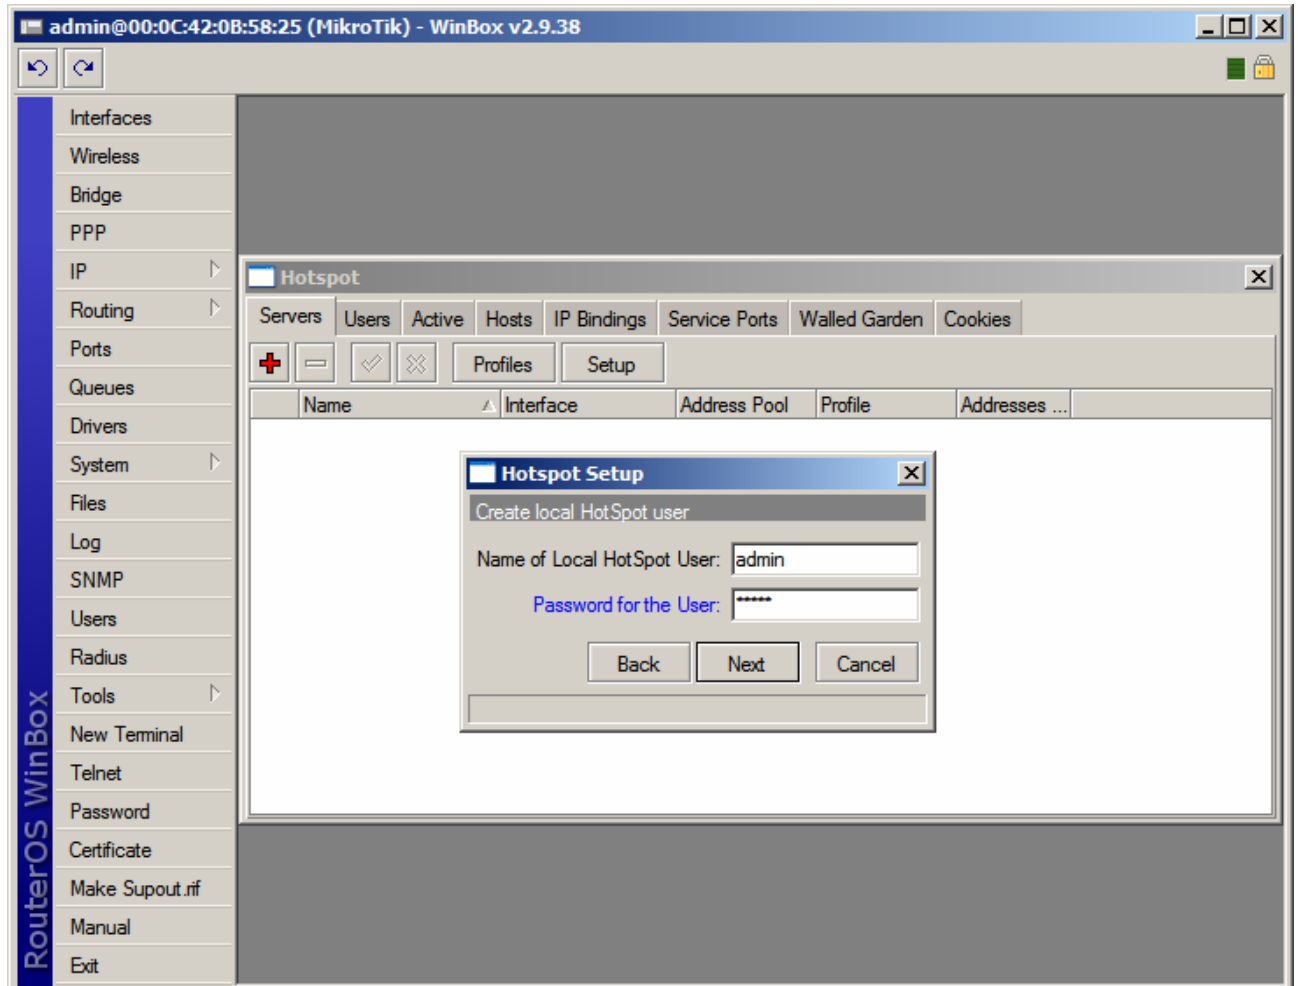 admin@00:0C:42:0B:58:25 (MikroTik) - WinBox v2.9.38
Interfaces
Wireless
Bridge
PPP
IP
Routing
Ports
Queues
Drivers
System
Files
Log
SNMP
Users
Radius
Tools
New Terminal
Telnet
Password
Certificate
Make Supout.rif
Manual
Exit
RouterOS WinBox
Hotspot
Servers Users Active Hosts IP Bindings Service Ports Walled Garden Cookies
Profiles Setup
Name Interface Address Pool Profile Addresses ...
Hotspot Setup
Create local HotSpot user
Name of Local HotSpot User: admin
Password for the User: *****
Back Next Cancel